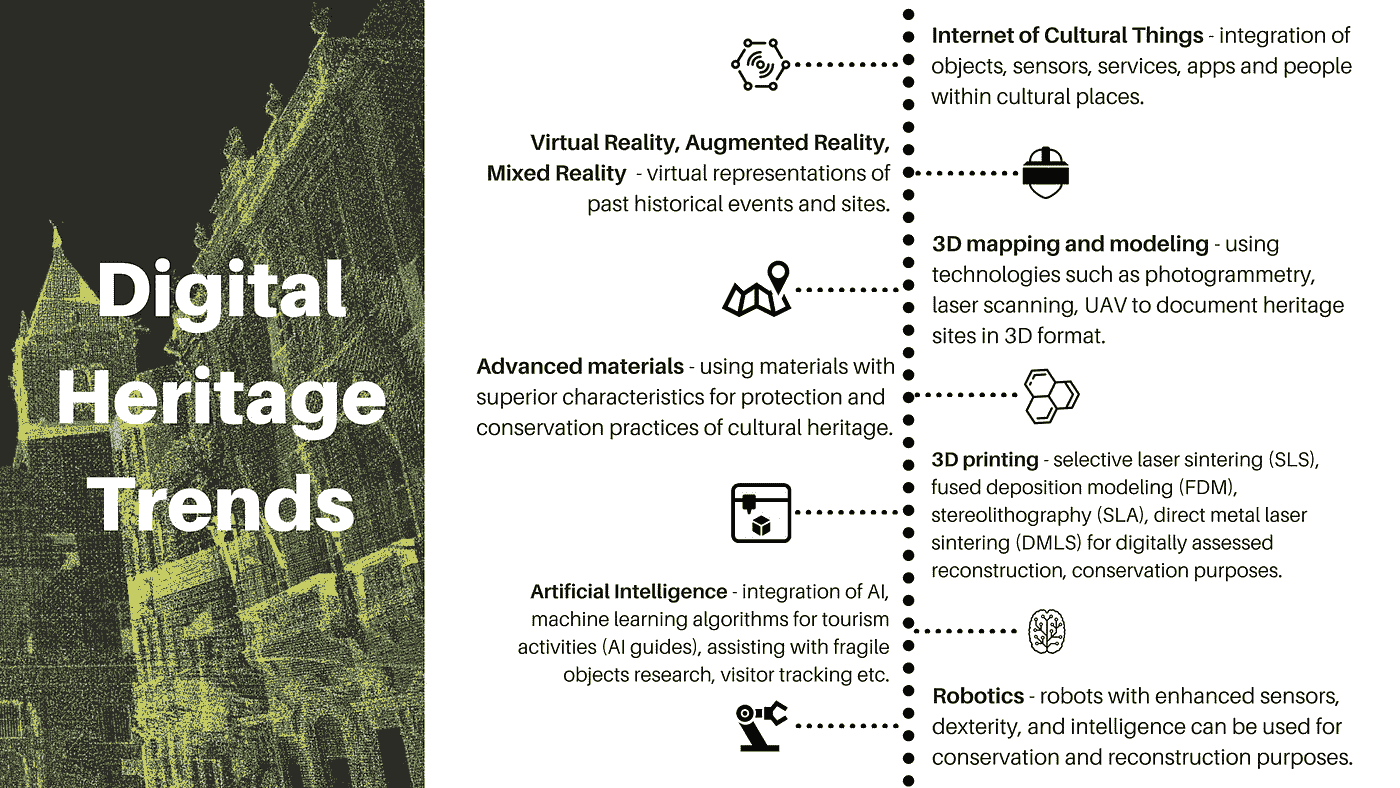 Digital
Heritage
Trends
Internet of Cultural Things - integration of
objects, sensors, services, apps and people
within cultural places.
Virtual Reality, Augmented Reality,
Mixed Reality - virtual representations of
past historical events and sites.
3D mapping and modeling - using
technologies such as photogrammetry,
laser scanning, UAV to document heritage
sites in 3D format.
Advanced materials - using materials with
superior characteristics for protection and
conservation practices of cultural heritage.
3D printing - selective laser sintering (SLS),
fused deposition modeling (FDM),
stereolithography (SLA), direct metal laser
sintering (DMLS) for digitally assessed
reconstruction, conservation purposes.
Artificial Intelligence - integration of AI,
machine learning algorithms for tourism
activities (AI guides), assisting with fragile
objects research, visitor tracking etc.
Robotics - robots with enhanced sensors,
dexterity, and intelligence can be used for
conservation and reconstruction purposes.